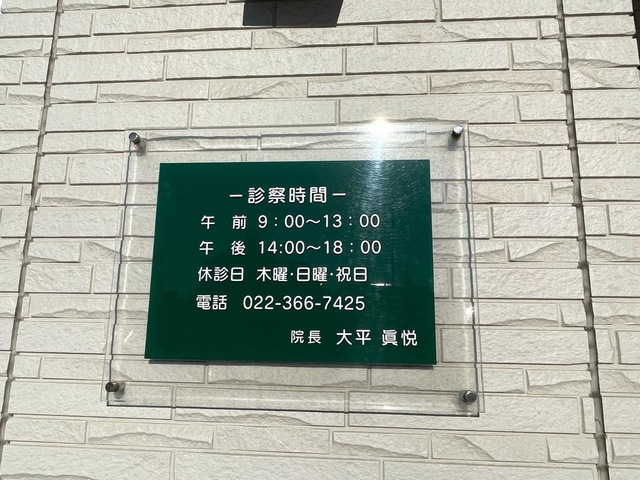 －診察時間－
午　前 9：00～13：00
午　後 14:00～18：00
休診日 木曜･日曜･祝日
電話 022-366-7425
院長 大平 眞悦